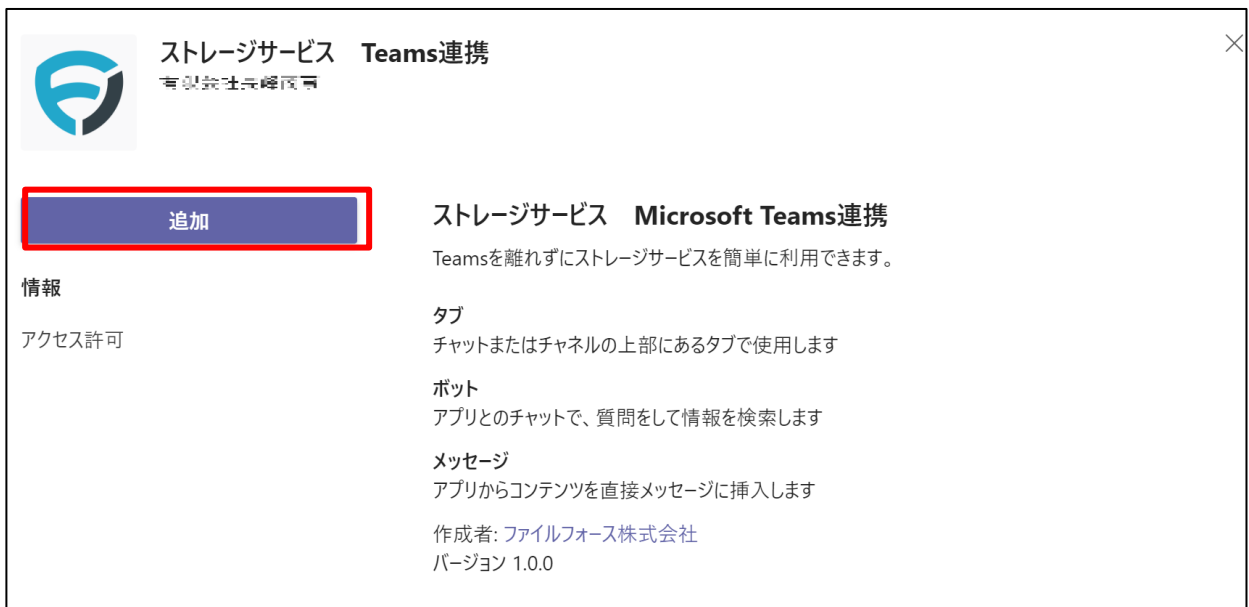 ストレージサービス　Teams連携
追加
情報
アクセス許可
ストレージサービス　Microsoft Teams連携
Teamsを離れずにストレージサービスを簡単に利用できます。
タブ
チャットまたはチャネルの上部にあるタブで使用します
ボット
アプリとのチャットで、質問をして情報を検索します
メッセージ
アプリからコンテンツを直接メッセージに挿入します
作成者: ファイルフォース株式会社
バージョン 1.0.0